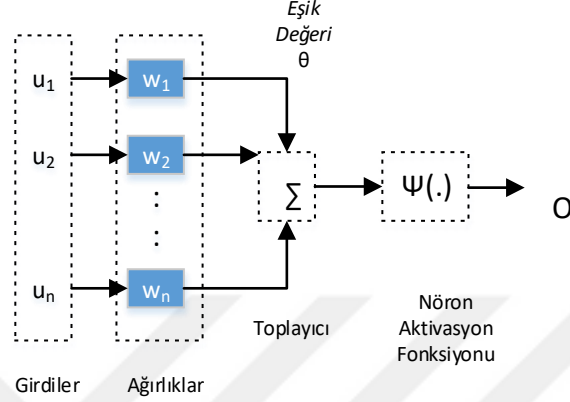 Eşik
Değeri
θ
u1
w1
u2
w2
:
:
Σ
Ψ(.)
O
un
wn
Toplayıcı
Nöron
Aktivasyon
Fonksiyonu
Girdiler
Ağırlıklar